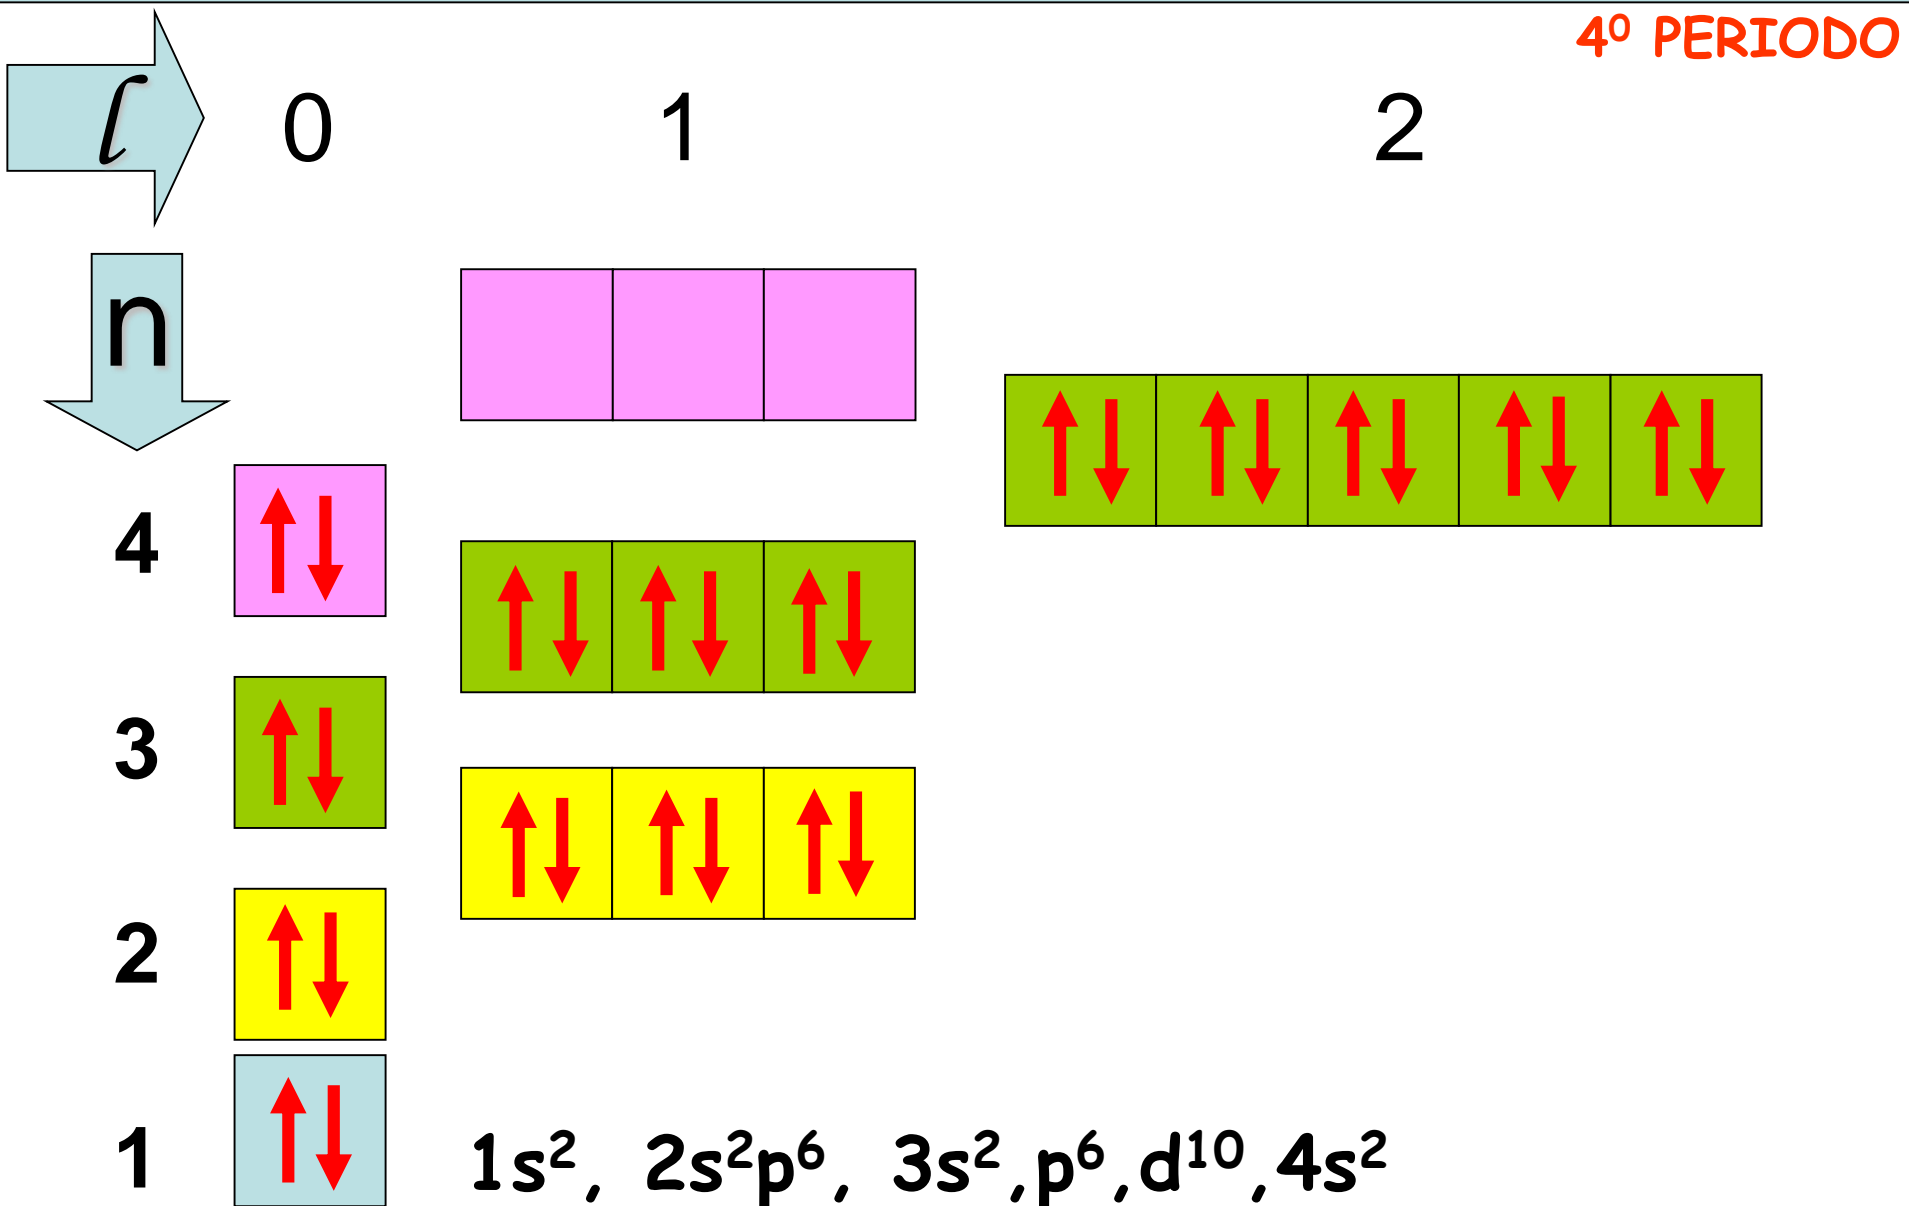 4⁰ PERIODO
l 0 1 2
n
4
3
2
1
1s², 2s²p⁶, 3s²,p⁶,d¹⁰,4s²